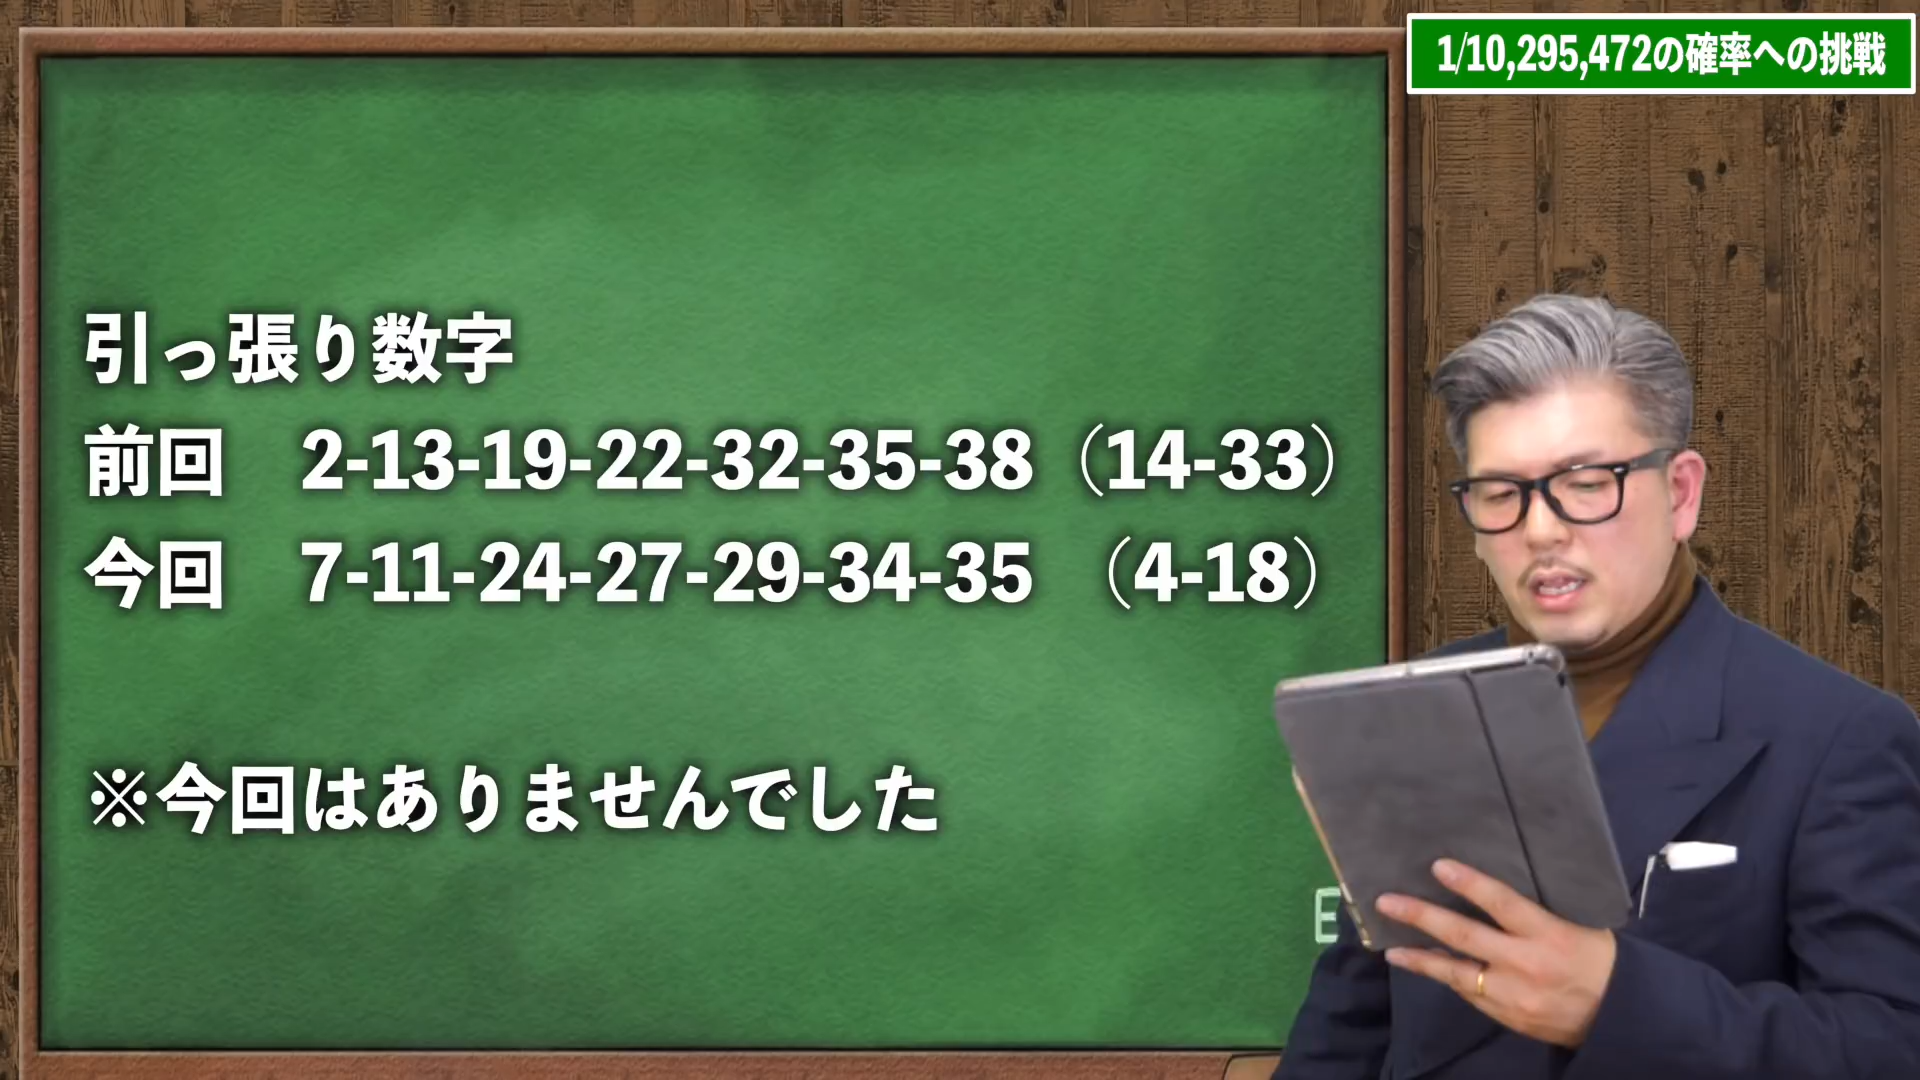 1/10,295,472の確率への挑戦
引っ張り数字
前回　2-13-19-22-32-35-38（14-33）
今回　7-11-24-27-29-34-35　（4-18）
※今回はありませんでした
E